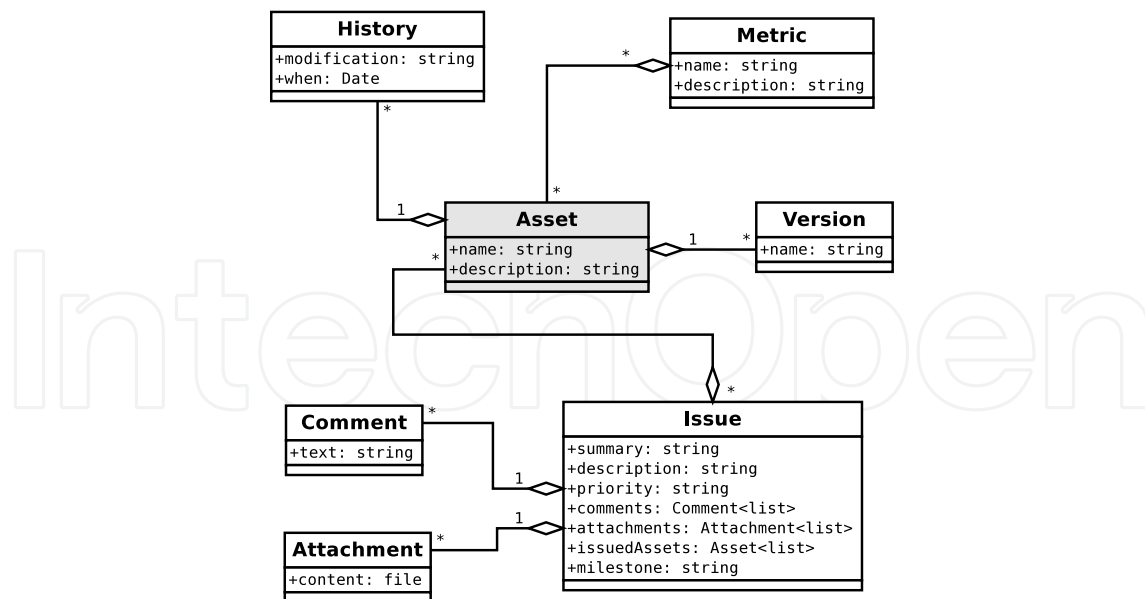 History
+modification: string
+when: Date
*
Metric
+name: string
+description: string
*
*
1
Asset
+name: string
+description: string
*
1
*
Version
+name: string
*
Issue
+summary: string
+description: string
+priority: string
+comments: Comment<list>
+attachments: Attachment<list>
+issuedAssets: Asset<list>
+milestone: string
Comment
+text: string
*
1
Attachment
+content: file
*
1
IntechOpen